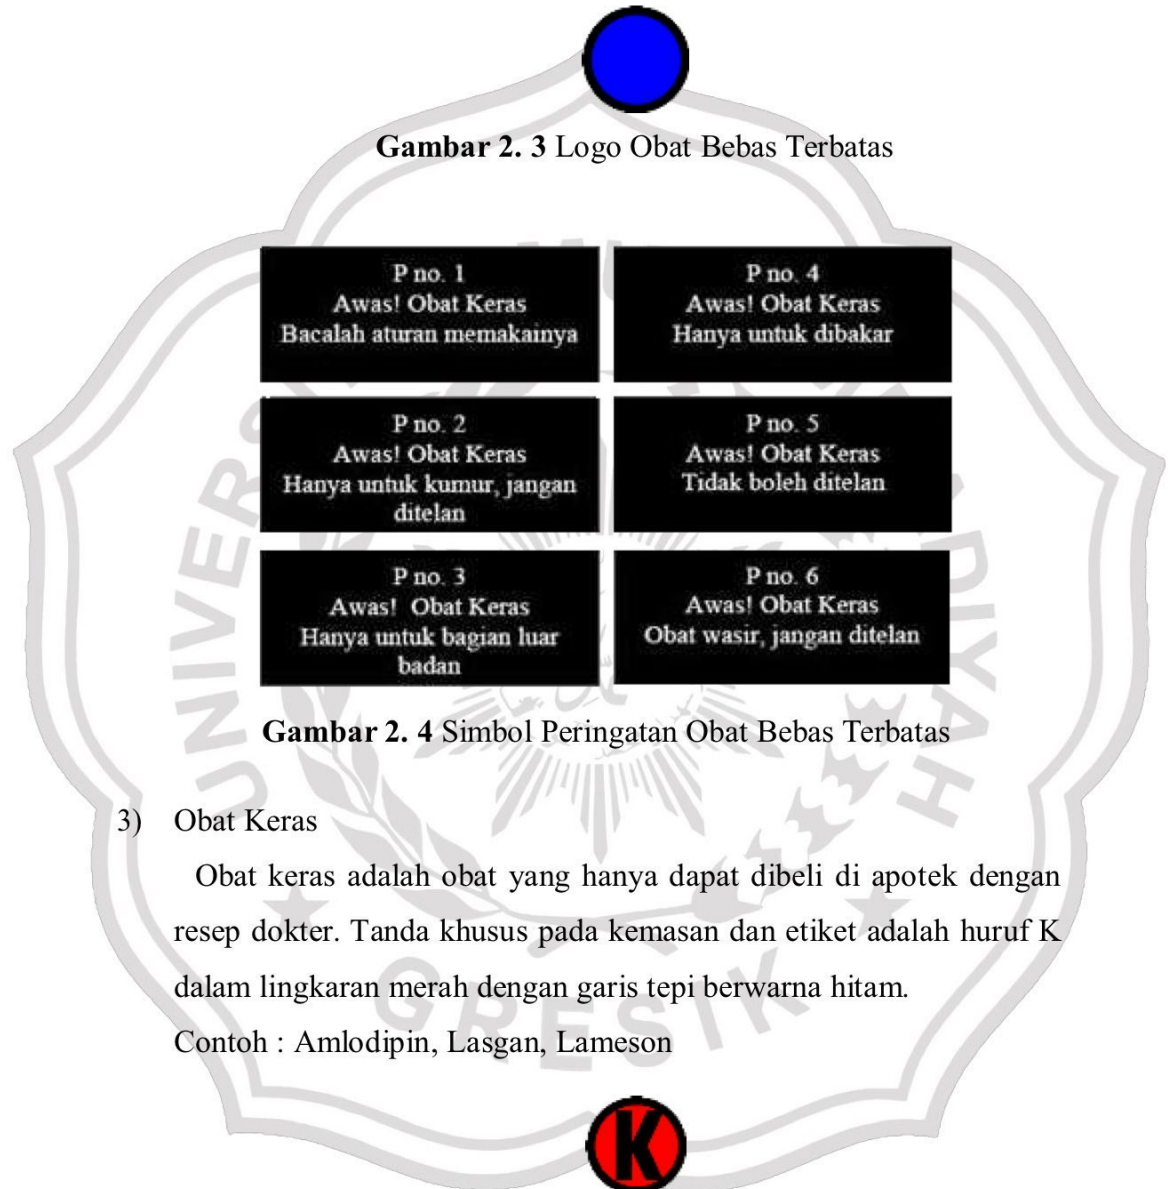 Gambar 2. 3 Logo Obat Bebas Terbatas
P no. 1
Awas! Obat Keras
Bacalah aturan memakainya
P no. 4
Awas! Obat Keras
Hanya untuk dibakar
P no. 2
Awas! Obat Keras
Hanya untuk kumur, jangan
ditelan
P no. 5
Awas! Obat Keras
Tidak boleh ditelan
P no. 3
Awas! Obat Keras
Hanya untuk bagian luar
badan
P no. 6
Awas! Obat Keras
Obat wasir, jangan ditelan
Gambar 2. 4 Simbol Peringatan Obat Bebas Terbatas
3) Obat Keras
Obat keras adalah obat yang hanya dapat dibeli di apotek dengan
resep dokter. Tanda khusus pada kemasan dan etiket adalah huruf K
dalam lingkaran merah dengan garis tepi berwarna hitam.
Contoh : Amlodipin, Lasgan, Lameson
K
GRESIK